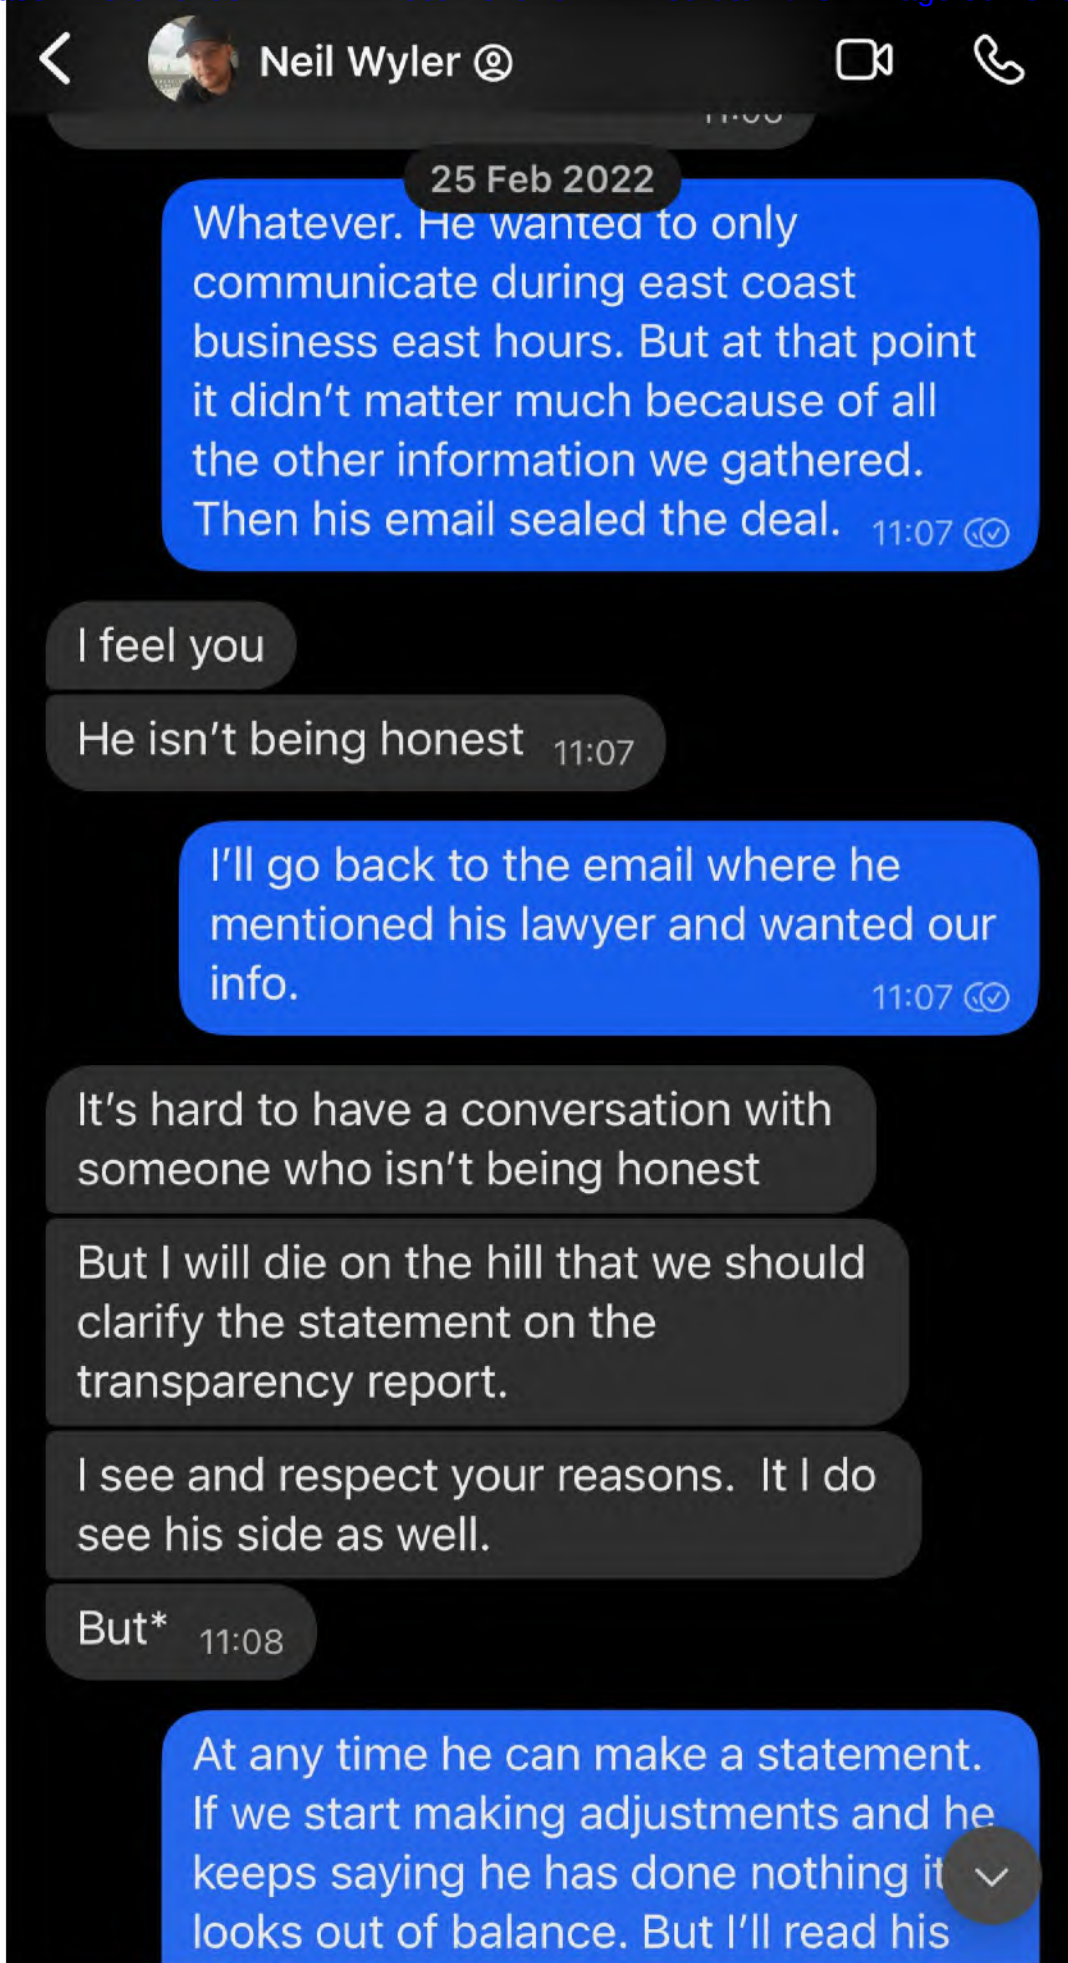 Neil Wyler
25 Feb 2022
Whatever. He wanted to only
communicate during east coast
business east hours. But at that point
it didn't matter much because of all
the other information we gathered.
Then his email sealed the deal. 11:07
I feel you
He isn't being honest 11:07
I'll go back to the email where he
mentioned his lawyer and wanted our
info. 11:07
It's hard to have a conversation with
someone who isn't being honest
But I will die on the hill that we should
clarify the statement on the
transparency report.
I see and respect your reasons.  It I do
see his side as well.
But* 11:08
At any time he can make a statement.
If we start making adjustments and he
keeps saying he has done nothing it
looks out of balance. But I'll read his